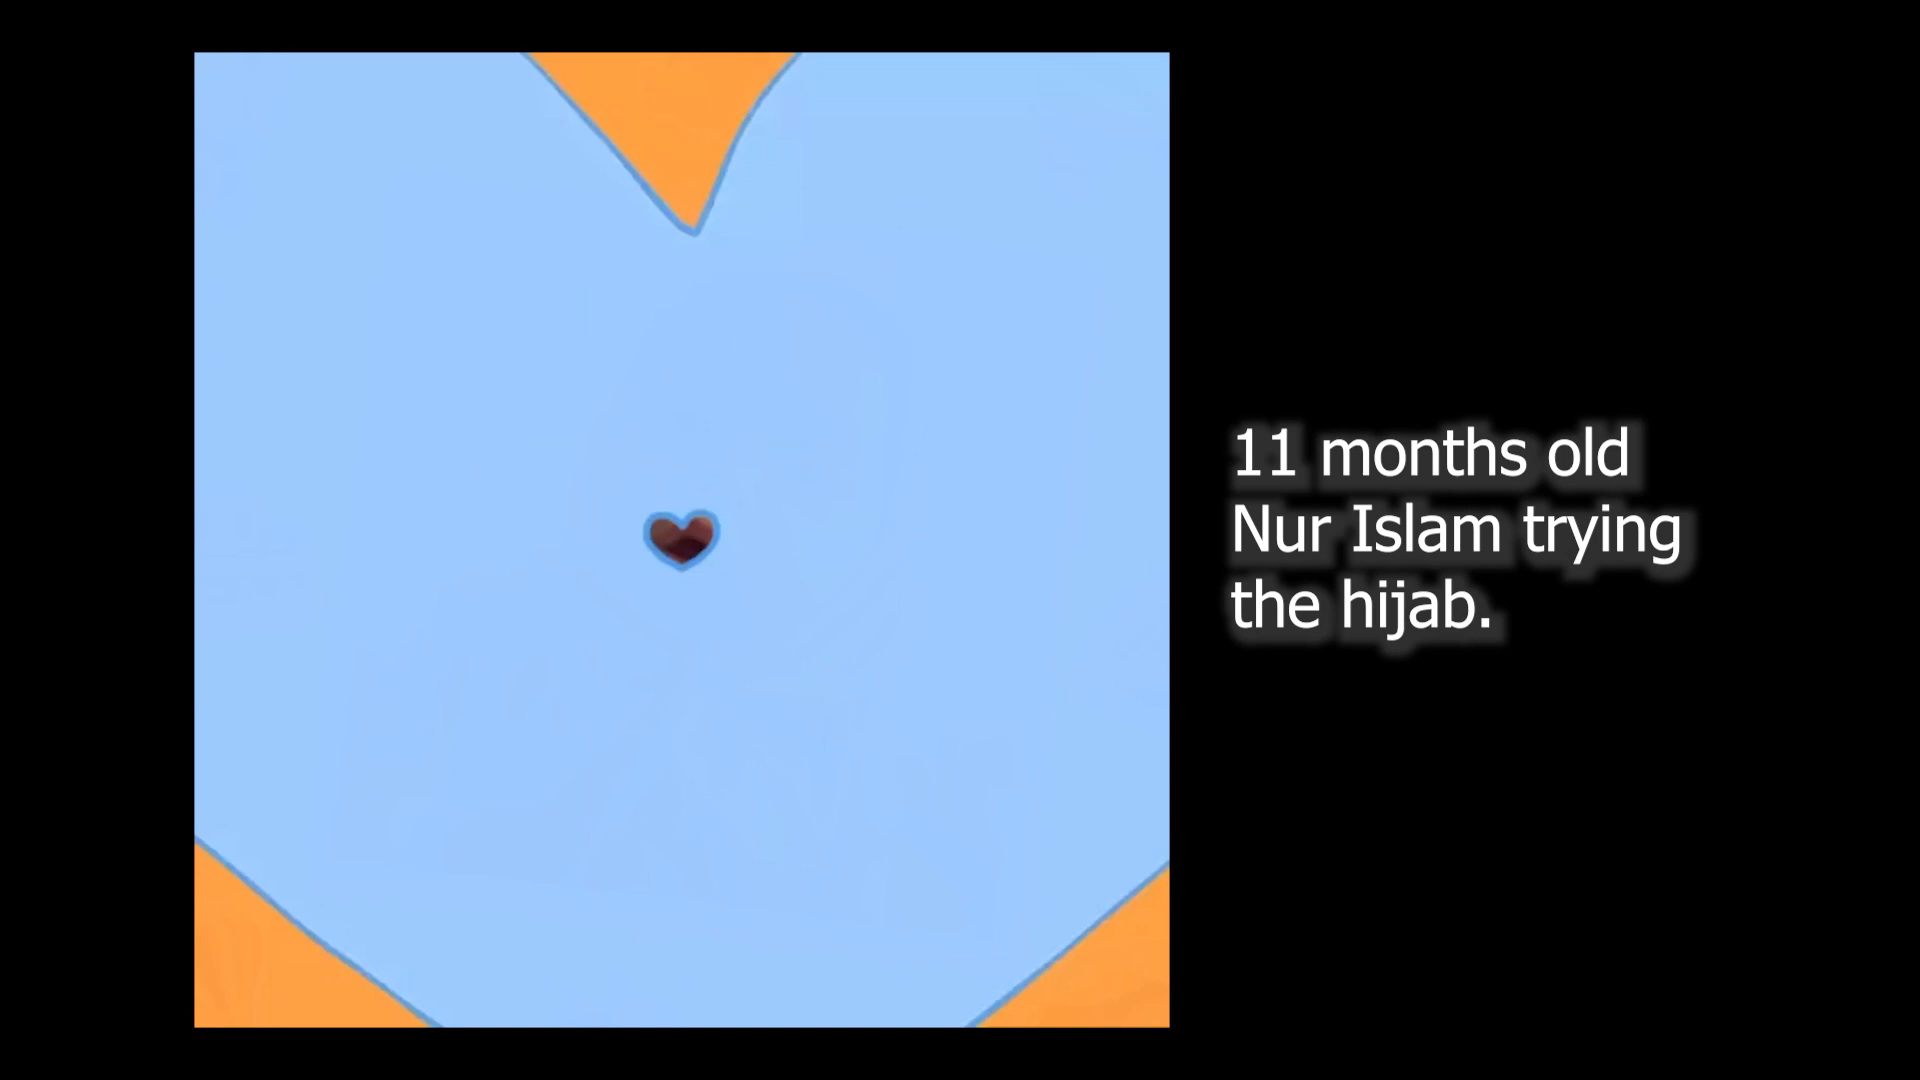 11 months old
Nur Islam trying
the hijab.